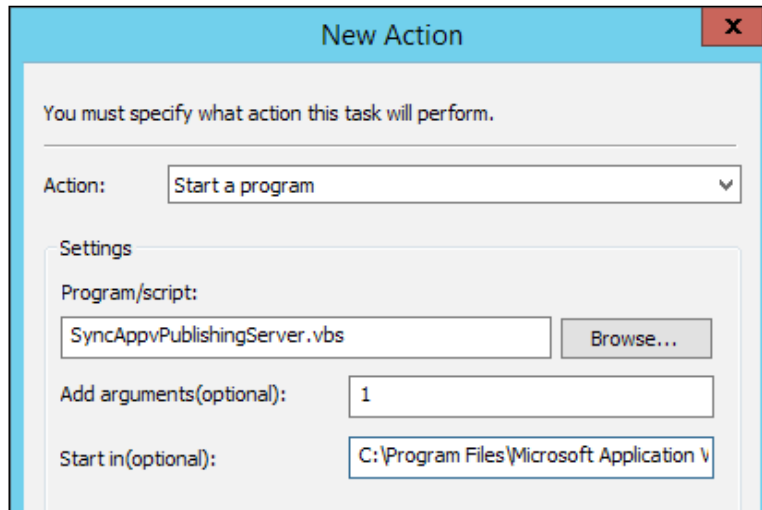 New Action
x
You must specify what action this task will perform.
Action: Start a program
Settings
Program/script:
SyncAppvPublishingServer.vbs Browse...
Add arguments(optional): 1
Start in(optional): C:\Program Files\Microsoft Application